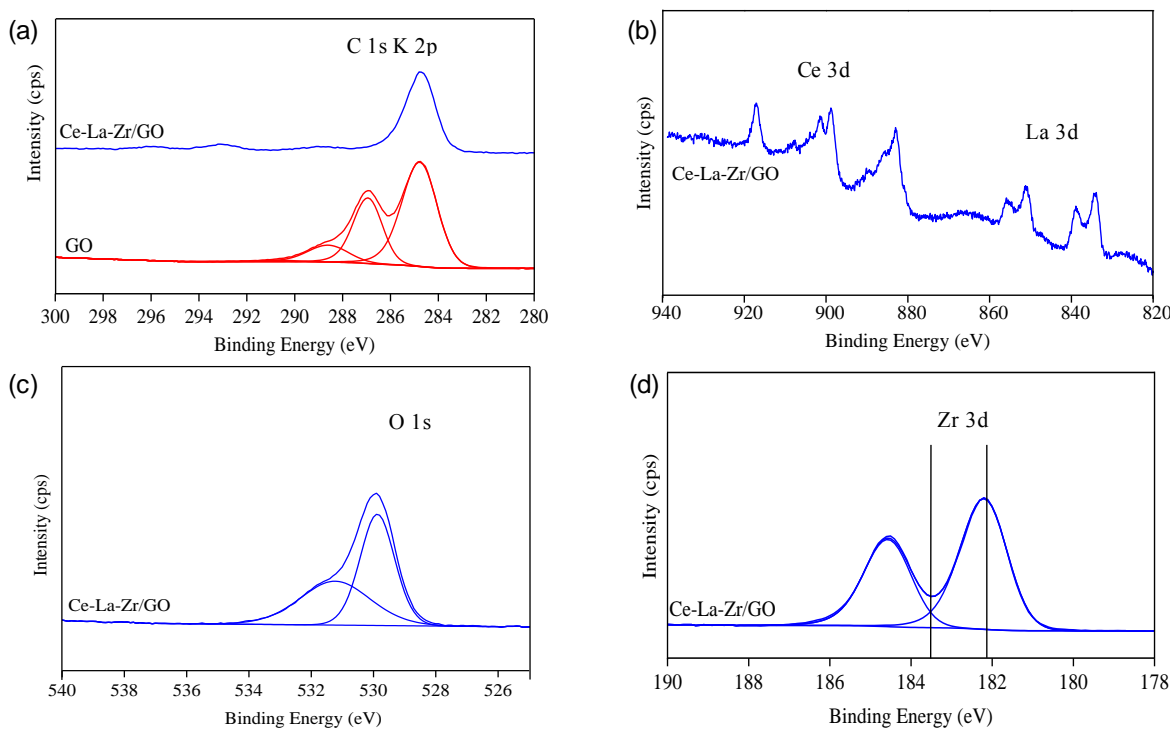 (a)
C 1s K 2p
Intensity (cps)
Ce-La-Zr/GO
GO
300 298 296 294 292 290 288 286 284 282 280
Binding Energy (eV)
(b)
Ce 3d
La 3d
Intensity (cps)
Ce-La-Zr/GO
940 920 900 880 860 840 820
Binding Energy (eV)
(c)
O 1s
Intensity (cps)
Ce-La-Zr/GO
540 538 536 534 532 530 528 526
Binding Energy (eV)
(d)
Zr 3d
Intensity (cps)
Ce-La-Zr/GO
190 188 186 184 182 180 178
Binding Energy (eV)